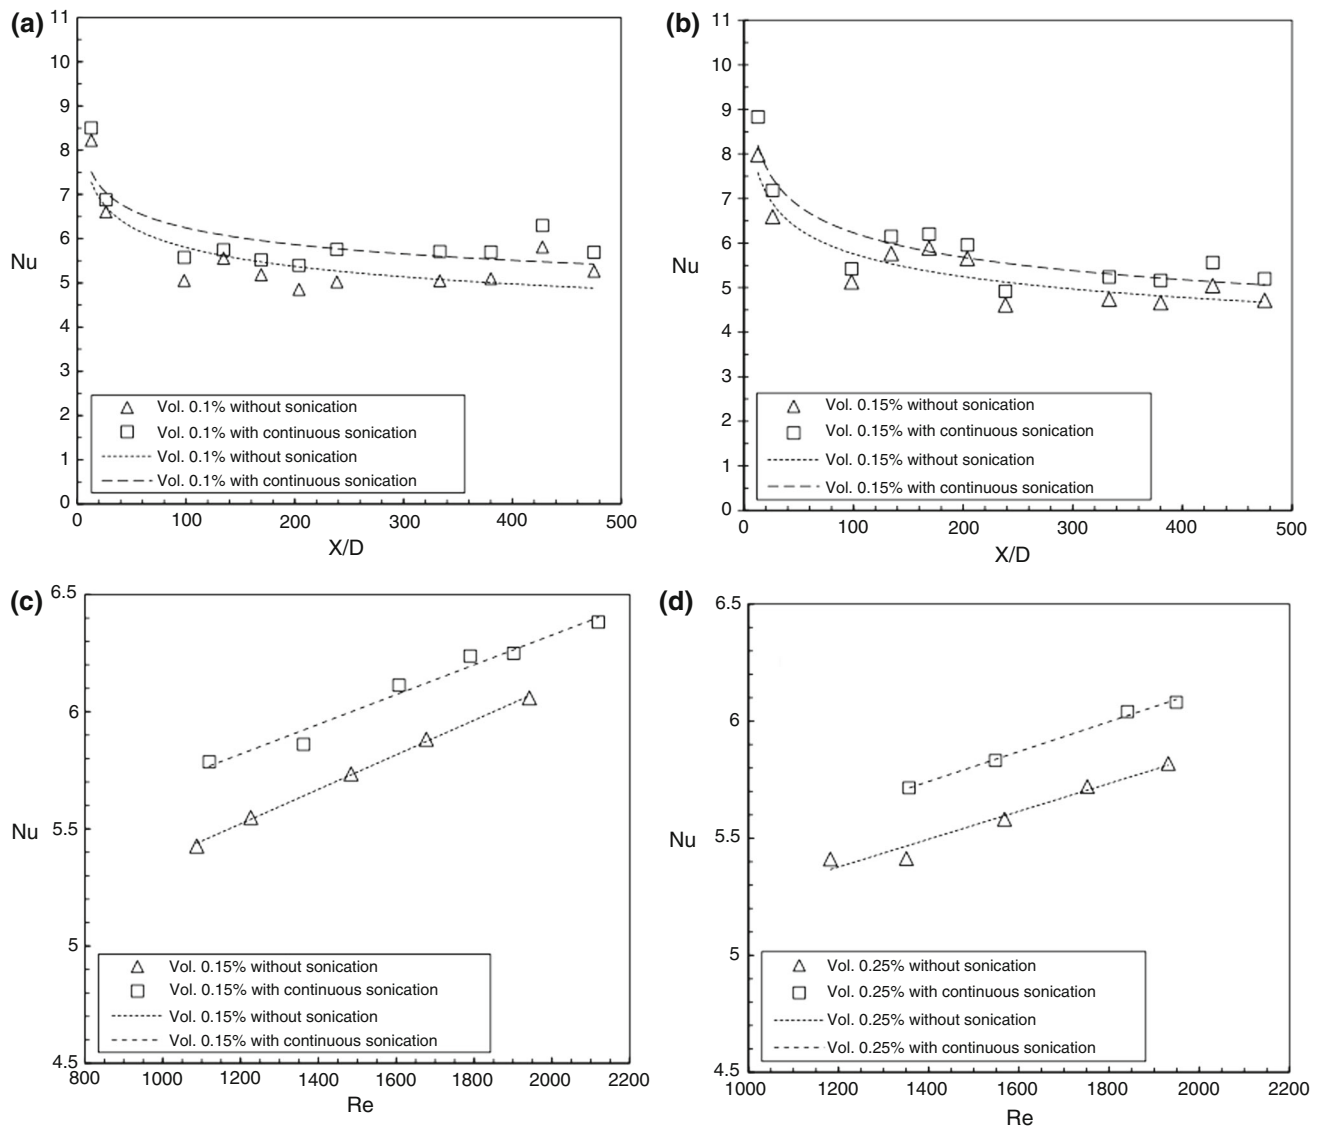 (a)
11
10
9
8
7
6
5
4
3
2
1
0
Nu
0
100
200
300
400
500
X/D
Vol. 0.1% without sonication
Vol. 0.1% with continuous sonication
Vol. 0.1% without sonication
Vol. 0.1% with continuous sonication
(b)
11
10
9
8
7
6
5
4
3
2
1
0
Nu
0
100
200
300
400
500
X/D
Vol. 0.15% without sonication
Vol. 0.15% with continuous sonication
Vol. 0.15% without sonication
Vol. 0.15% with continuous sonication
(c)
6.5
6
5.5
5
4.5
Nu
800
1000
1200
1400
1600
1800
2000
2200
Re
Vol. 0.15% without sonication
Vol. 0.15% with continuous sonication
Vol. 0.15% without sonication
Vol. 0.15% with continuous sonication
(d)
6.5
6
5.5
5
4.5
Nu
1000
1200
1400
1600
1800
2000
2200
Re
Vol. 0.25% without sonication
Vol. 0.25% with continuous sonication
Vol. 0.25% without sonication
Vol. 0.25% with continuous sonication